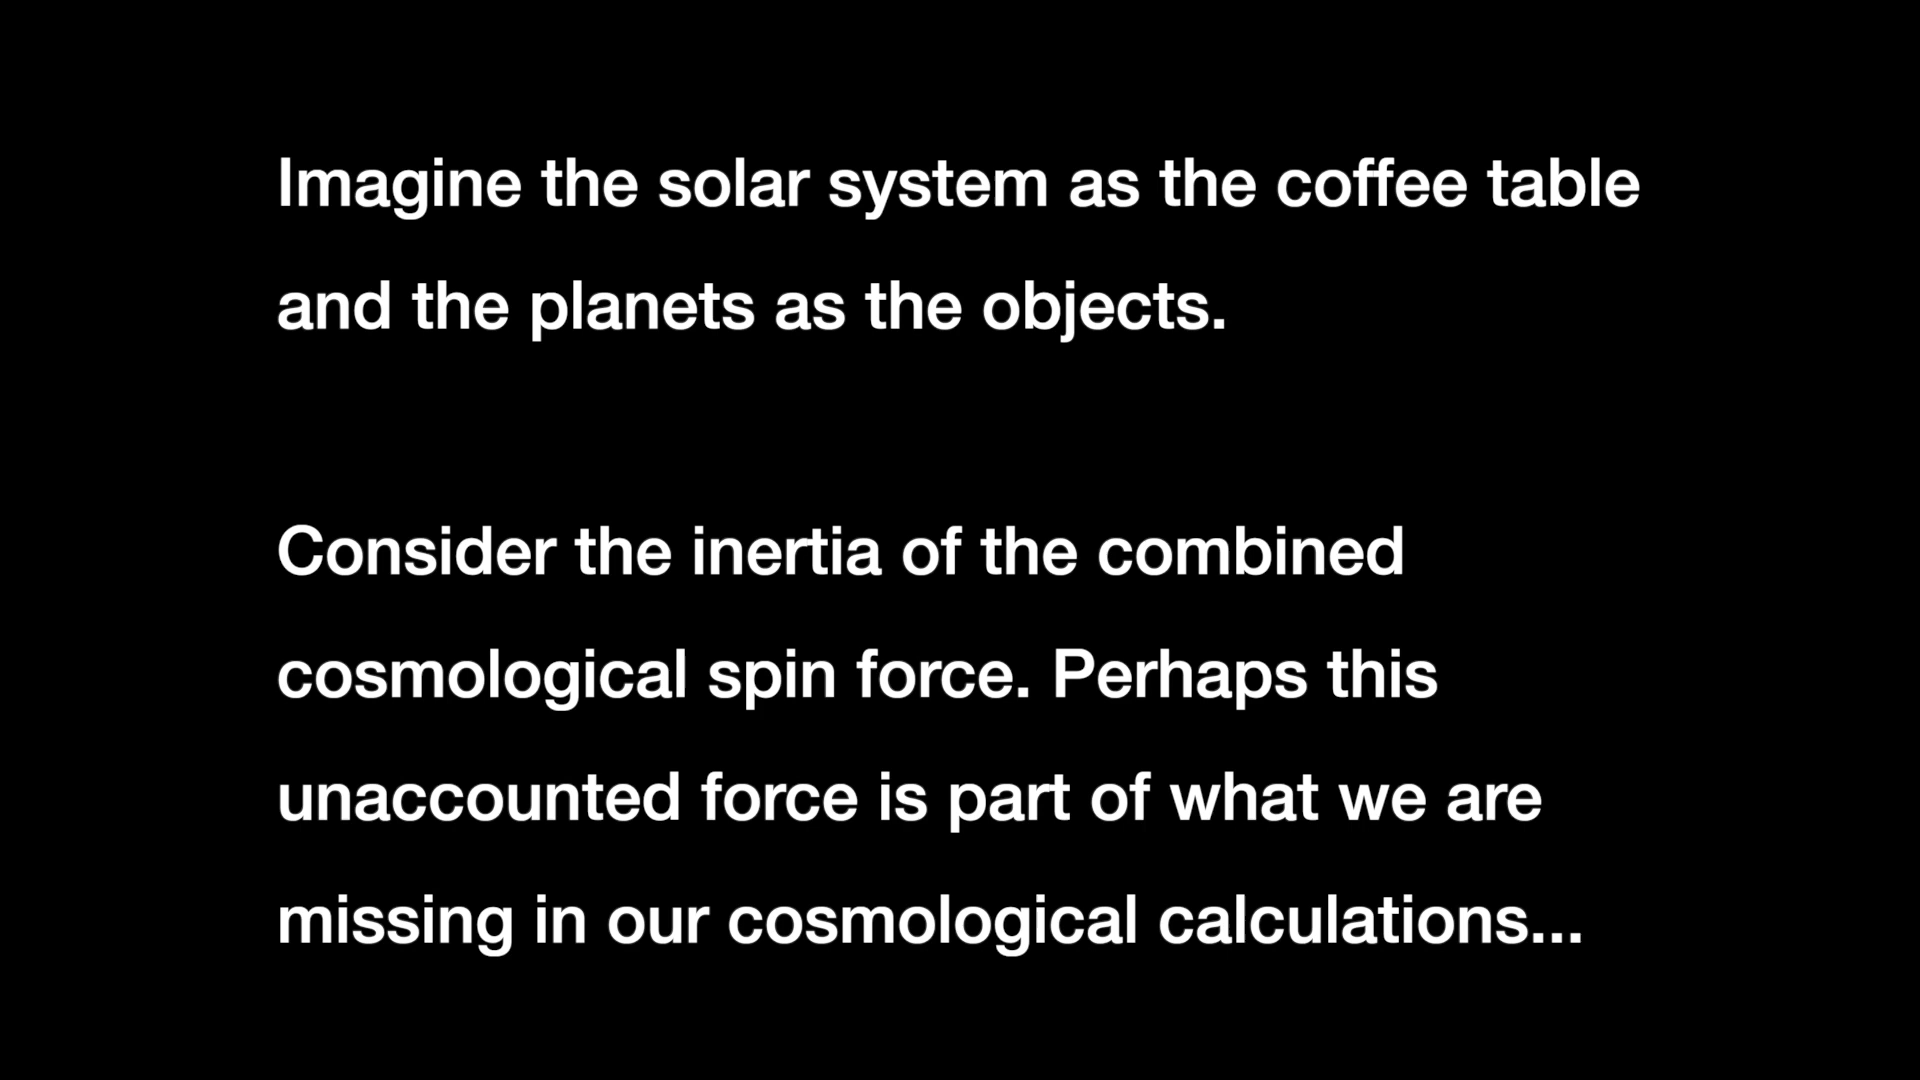 Imagine the solar system as the coffee table
and the planets as the objects.
Consider the inertia of the combined
cosmological spin force. Perhaps this
unaccounted force is part of what we are
missing in our cosmological calculations...